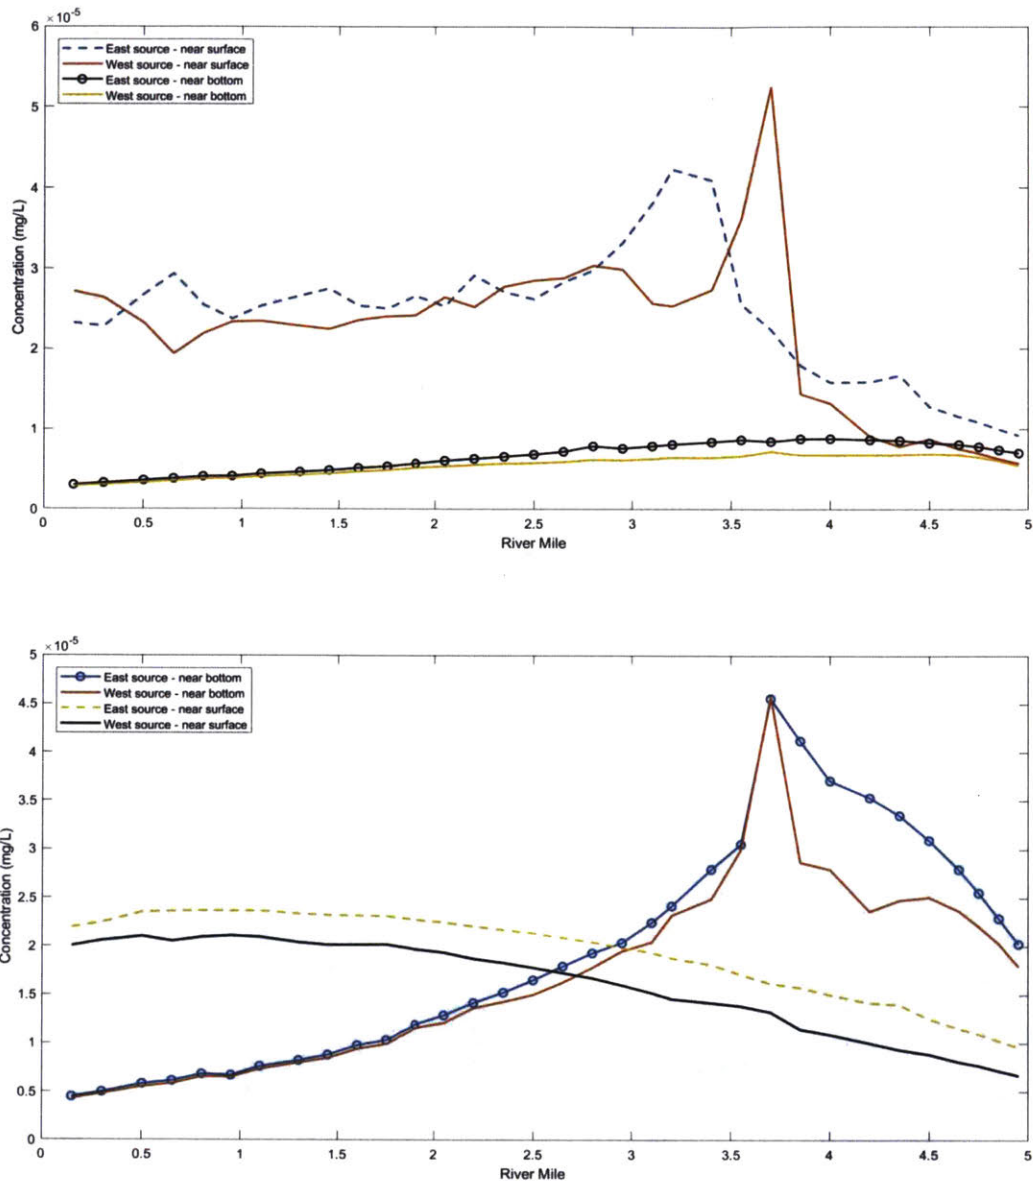 × 10⁻⁵
6
5
4
3
2
1
0
Concentration (mg/L)
East source - near surface
West source - near surface
East source - near bottom
West source - near bottom
0 0.5 1 1.5 2 2.5 3 3.5 4 4.5 5
River Mile
× 10⁻⁵
5
4.5
4
3.5
3
2.5
2
1.5
1
0.5
0
Concentration (mg/L)
East source - near bottom
West source - near bottom
East source - near surface
West source - near surface
0 0.5 1 1.5 2 2.5 3 3.5 4 4.5 5
River Mile